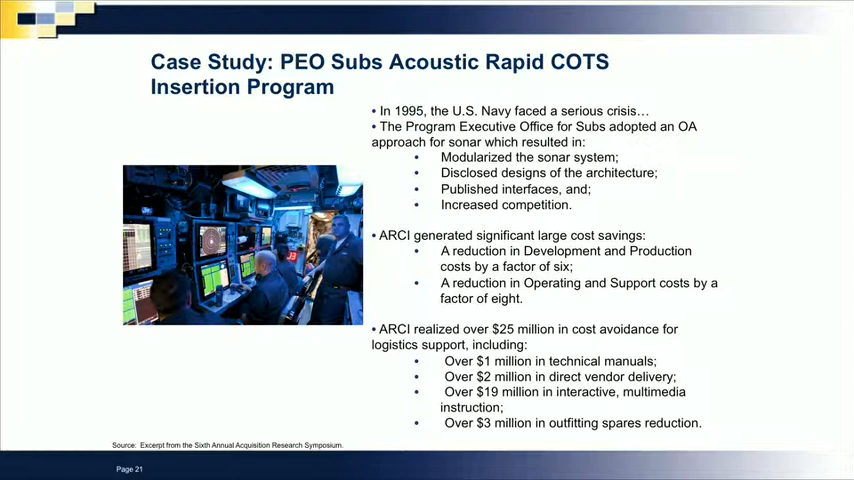 Case Study: PEO Subs Acoustic Rapid COTS
Insertion Program
• In 1995, the U.S. Navy faced a serious crisis…
• The Program Executive Office for Subs adopted an OA
approach for sonar which resulted in:
• Modularized the sonar system;
• Disclosed designs of the architecture;
• Published interfaces, and;
• Increased competition.
• ARCI generated significant large cost savings:
• A reduction in Development and Production
costs by a factor of six;
• A reduction in Operating and Support costs by a
factor of eight.
• ARCI realized over $25 million in cost avoidance for
logistics support, including:
• Over $1 million in technical manuals;
• Over $2 million in direct vendor delivery;
• Over $19 million in interactive, multimedia
instruction;
• Over $3 million in outfitting spares reduction.
Source: Excerpt from the Sixth Annual Acquisition Research Symposium.
Page 21